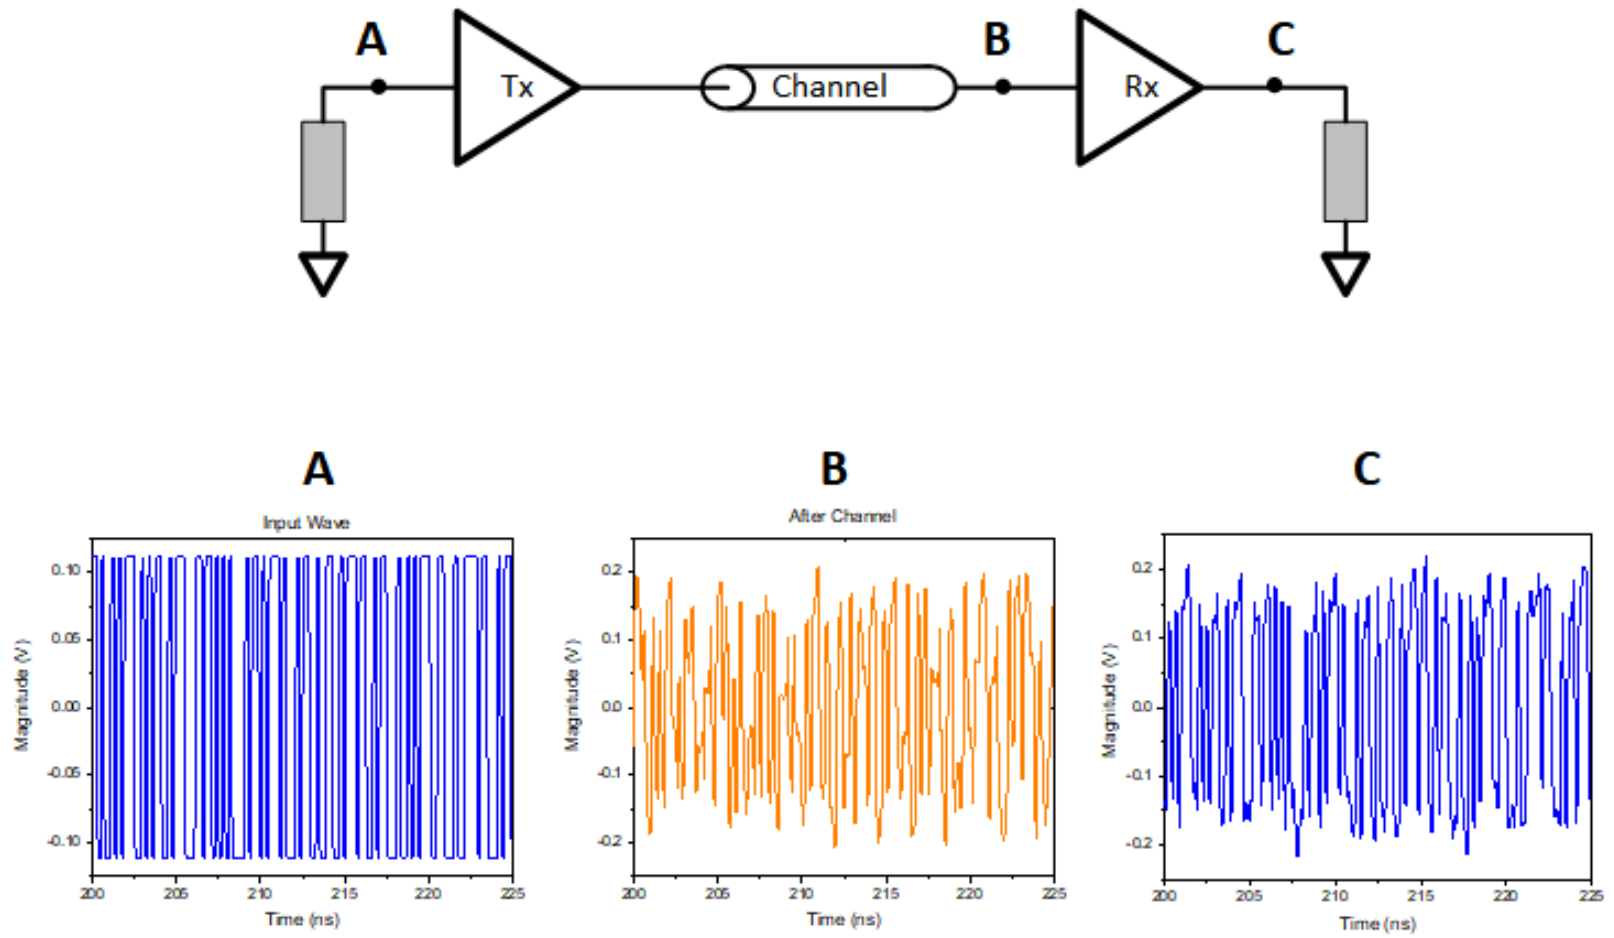 A
B
C
Tx
Channel
Rx
A
B
C
Input Wave
After Channel
0.10
0.05
0.00
-0.05
-0.10
Magnitude (V)
200
205
210
215
220
225
Time (ns)
0.2
0.1
0.0
-0.1
-0.2
Magnitude (V)
200
205
210
215
220
225
Time (ns)
0.2
0.1
0.0
-0.1
-0.2
Magnitude (V)
200
205
210
215
220
225
Time (ns)